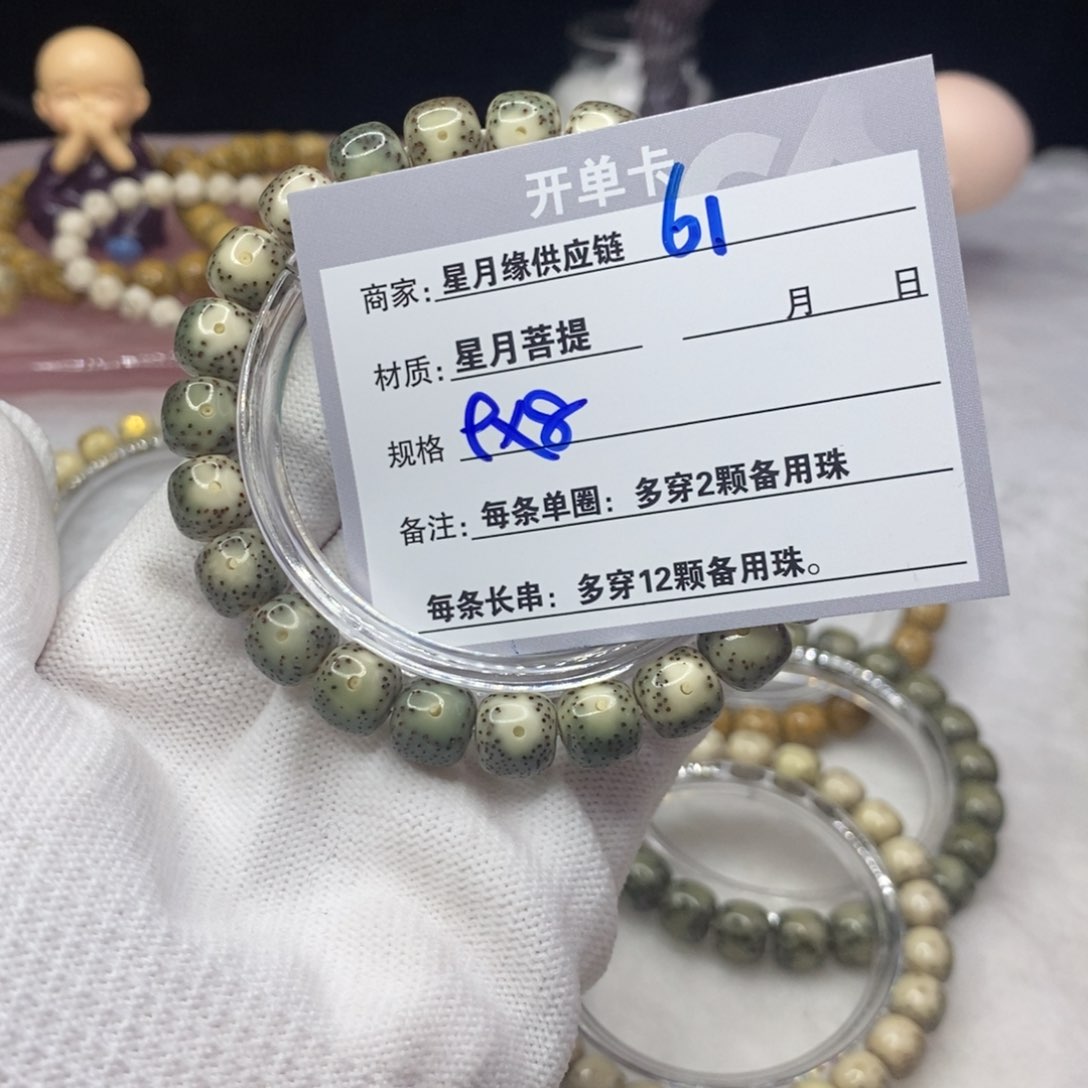 开单卡
商家：星月缘供应链 61
材质：星月菩提 月 日
规格 9×8
备注：每条单圈：多穿2颗备用珠
每条长串：多穿12颗备用珠。